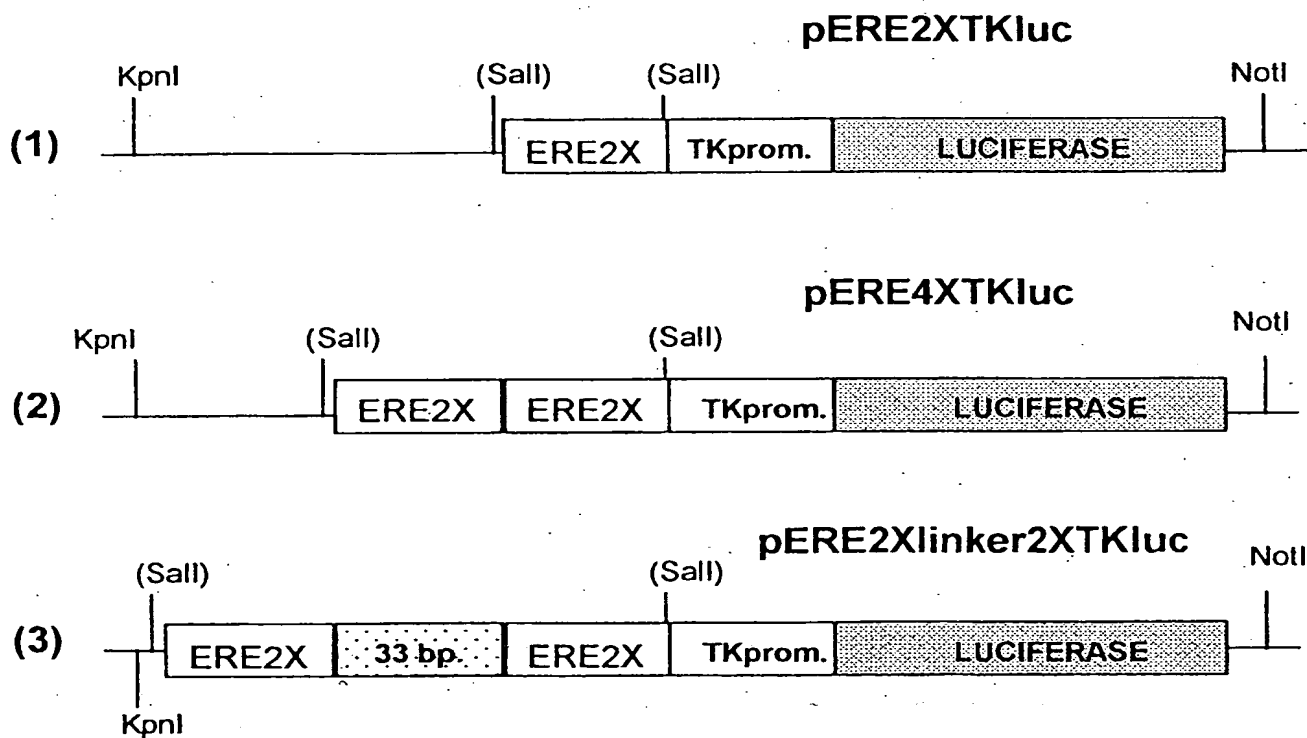 pERE2XTKluc
KpnI
(SalI)
(SalI)
NotI
(1)
ERE2X
TKprom.
LUCIFERASE
pERE4XTKluc
KpnI
(SalI)
(SalI)
NotI
(2)
ERE2X
ERE2X
TKprom.
LUCIFERASE
pERE2Xlinker2XTKluc
(SalI)
(SalI)
NotI
(3)
ERE2X
33 bp.
ERE2X
TKprom.
LUCIFERASE
KpnI